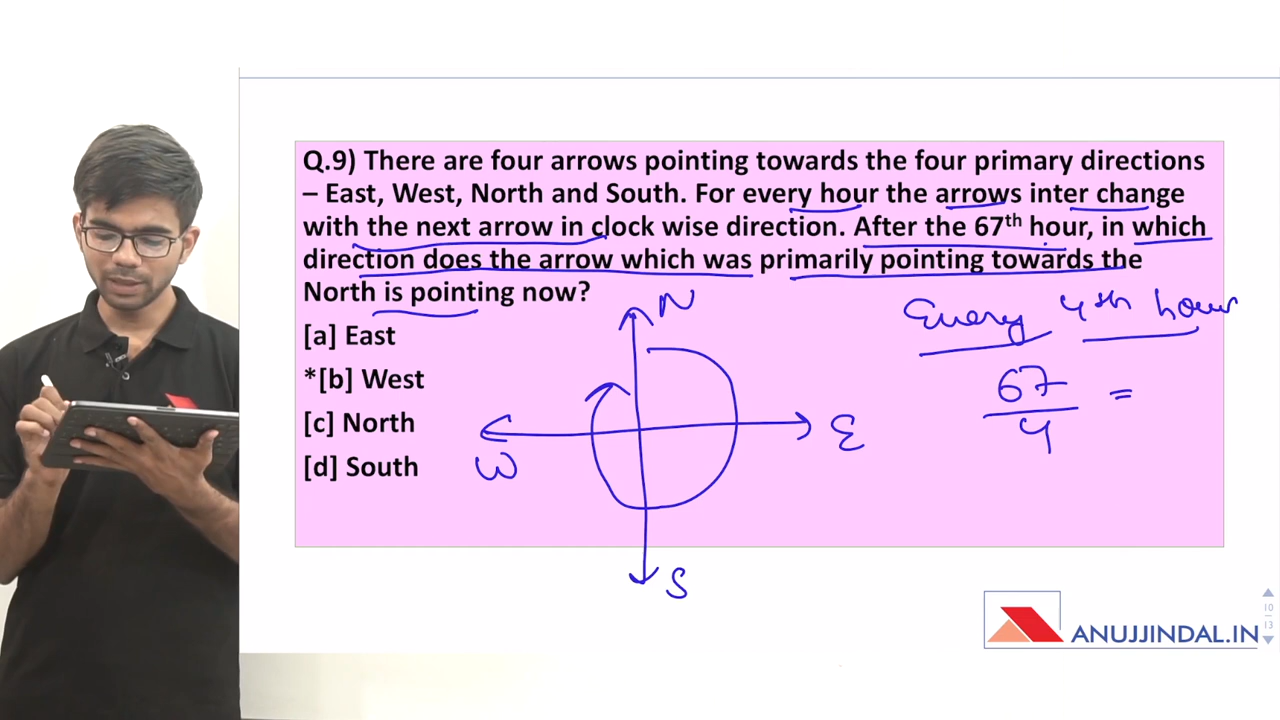 Q.9) There are four arrows pointing towards the four primary directions
– East, West, North and South. For every hour the arrows inter change
with the next arrow in clock wise direction. After the 67th hour, in which
direction does the arrow which was primarily pointing towards the
North is pointing now?
[a] East
*[b] West
[c] North
[d] South
N
W
E
S
Every 4th hour
67
4
=
ANUJJINDAL.IN
10
13